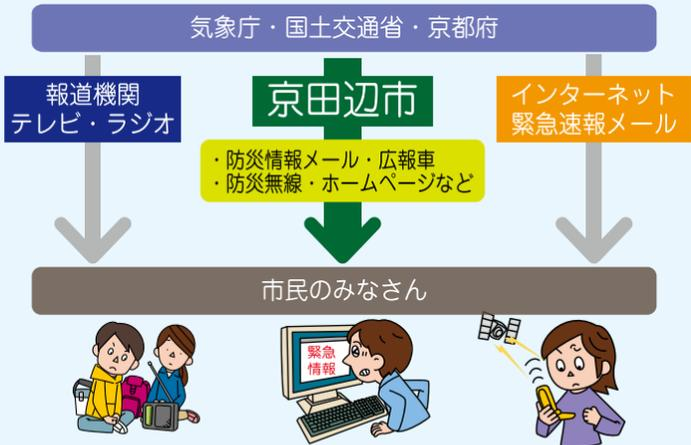 気象庁・国土交通省・京都府
報道機関
テレビ・ラジオ
京田辺市
インターネット
緊急速報メール
・防災情報メール・広報車
・防災無線・ホームページなど
市民のみなさん
緊急
情報